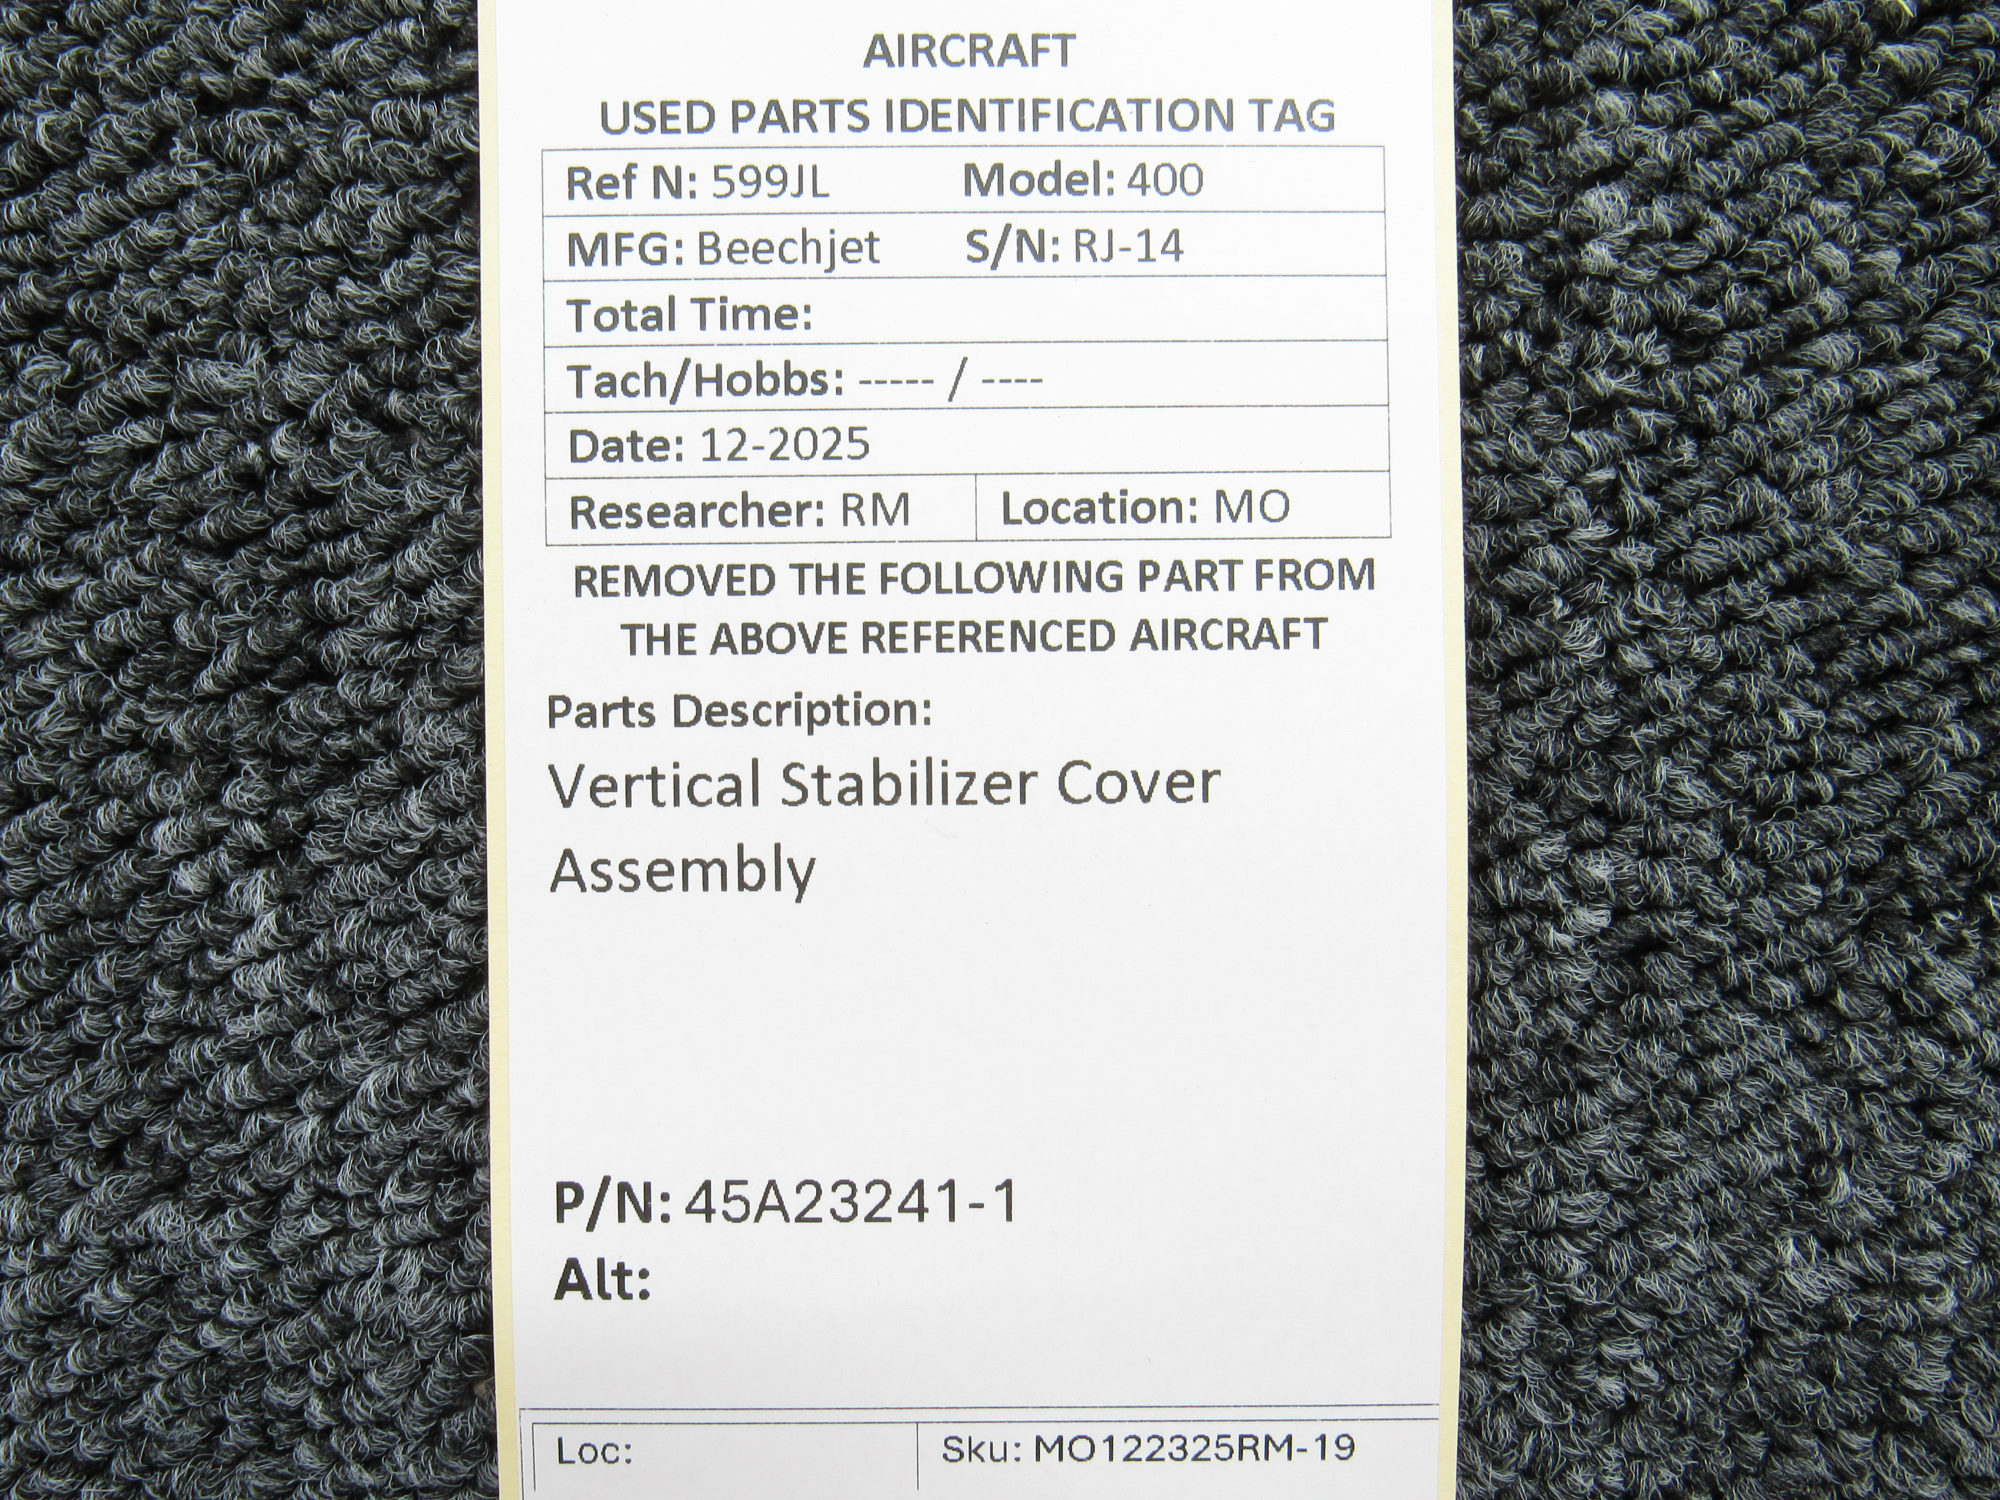 AIRCRAFT
USED PARTS IDENTIFICATION TAG
Ref N: 599JL Model: 400
MFG: Beechjet S/N: RJ-14
Total Time:
Tach/Hobbs: ----- / ----
Date: 12-2025
Researcher: RM Location: MO
REMOVED THE FOLLOWING PART FROM
THE ABOVE REFERENCED AIRCRAFT
Parts Description:
Vertical Stabilizer Cover
Assembly
P/N: 45A23241-1
Alt:
Loc: Sku: MO122325RM-19